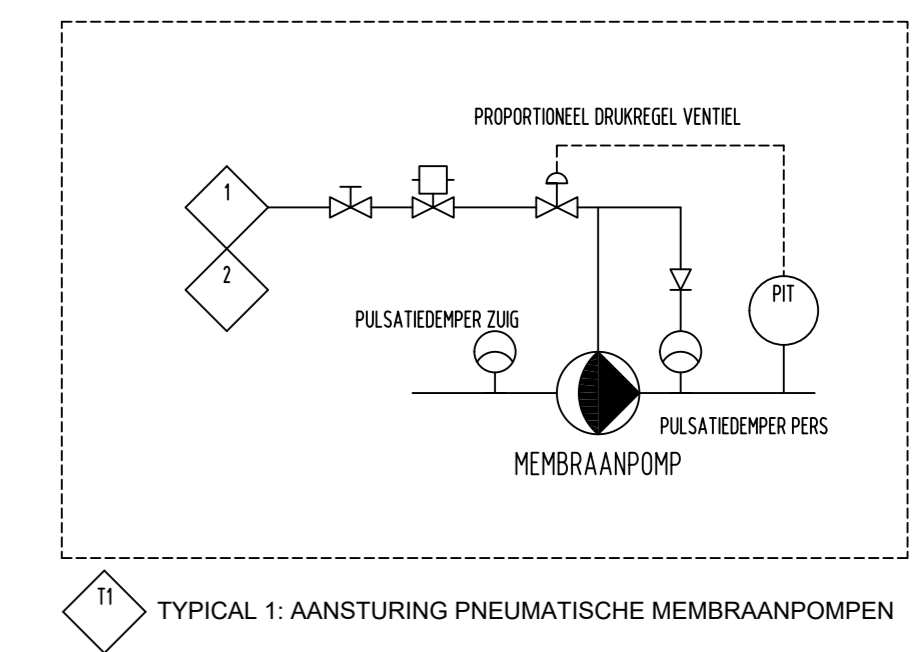 PROPORTIONEEL DRUKREGEL VENTIEL
1
2
PIT
PULSATIEDEMPER ZUIG
PULSATIEDEMPER PERS
MEMBRAANPOMP
T1
TYPICAL 1: AANSTURING PNEUMATISCHE MEMBRAANPOMPEN